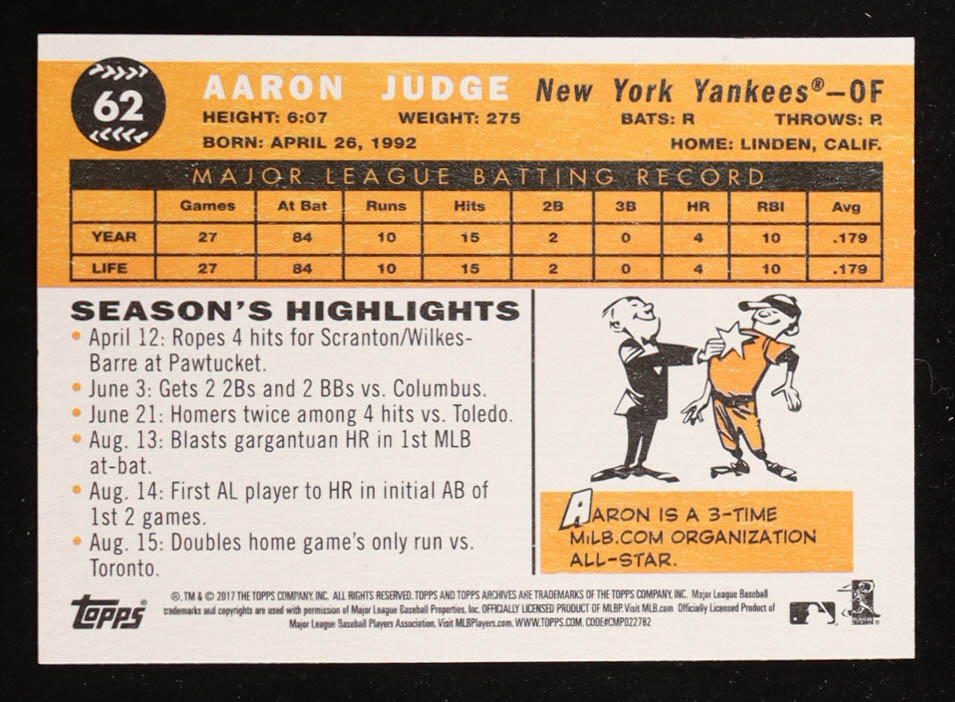 62
AARON JUDGE New York Yankees®–OF
HEIGHT: 6:07 WEIGHT: 275 BATS: R THROWS: R
BORN: APRIL 26, 1992 HOME: LINDEN, CALIF.
MAJOR LEAGUE BATTING RECORD
Games At Bat Runs Hits 2B 3B HR RBI Avg
YEAR 27 84 10 15 2 0 4 10 .179
LIFE 27 84 10 15 2 0 4 10 .179
SEASON'S HIGHLIGHTS
• April 12: Ropes 4 hits for Scranton/Wilkes-
Barre at Pawtucket.
• June 3: Gets 2 2Bs and 2 BBs vs. Columbus.
• June 21: Homers twice among 4 hits vs. Toledo.
• Aug. 13: Blasts gargantuan HR in 1st MLB
at-bat.
• Aug. 14: First AL player to HR in initial AB of
1st 2 games.
• Aug. 15: Doubles home game's only run vs.
Toronto.
AARON IS A 3-TIME
MiLB.COM ORGANIZATION
ALL-STAR.
topps®
®, TM & © 2017 THE TOPPS COMPANY, INC. ALL RIGHTS RESERVED. TOPPS AND TOPPS ARCHIVES ARE TRADEMARKS OF THE TOPPS COMPANY, INC. Major League Baseball
trademarks and copyrights are used with permission of Major League Baseball Properties, Inc. OFFICIALLY LICENSED PRODUCT OF MLBP. Visit MLB.com Officially Licensed Product of
Major League Baseball Players Association. Visit MLBPlayers.com. WWW.TOPPS.COM. CODE#CMP022782